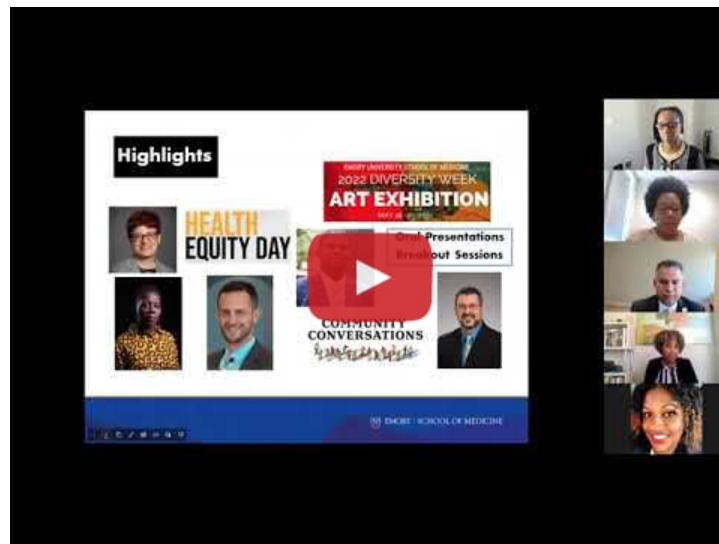 Highlights
EMORY UNIVERSITY SCHOOL OF MEDICINE
2022 DIVERSITY WEEK
ART EXHIBITION
HEALTH
EQUITY DAY
Oral Presentations
Breakout Sessions
COMMUNITY
CONVERSATIONS
EMORY SCHOOL OF MEDICINE